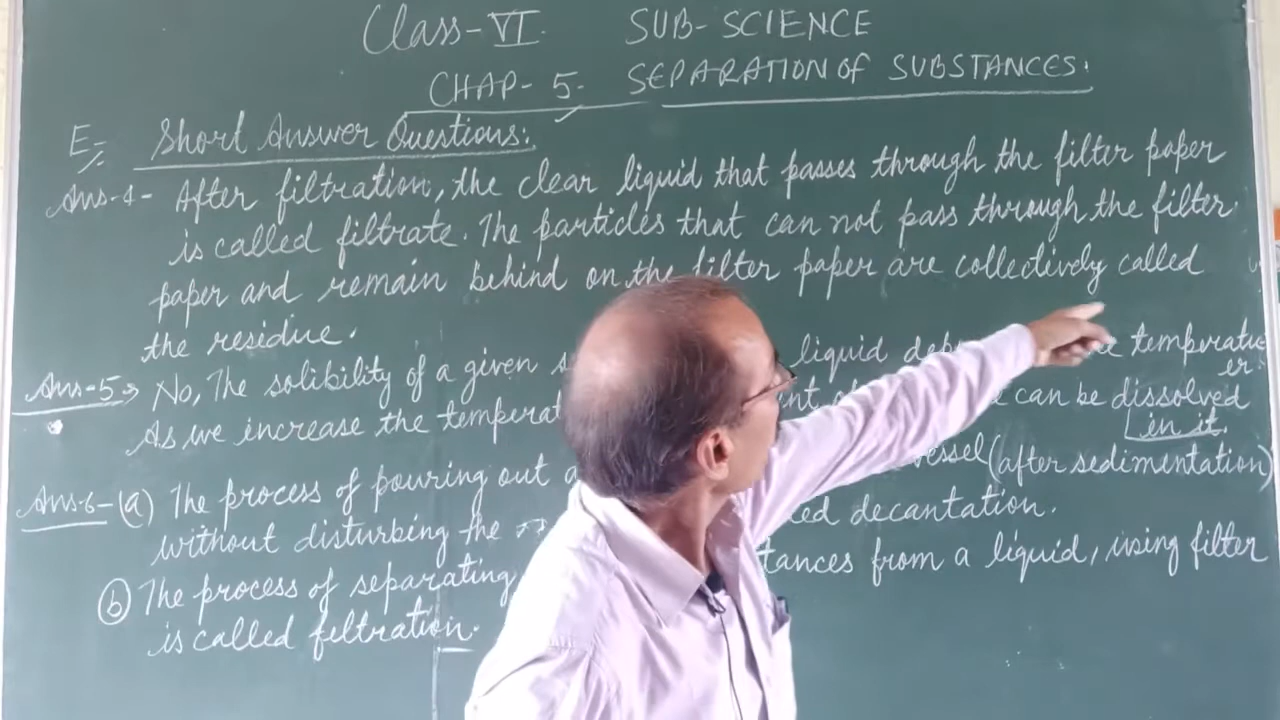 Class-VI. SUB-SCIENCE
CHAP-5. SEPARATION OF SUBSTANCES.
E- Short Answer Questions:
Ans-4- After filtration, the clear liquid that passes through the filter paper
is called filtrate. The particles that can not pass through the filter
paper and remain behind on the filter paper are collectively called
the residue.
Ans-5→ No, The solibility of a given liquid temperatu
er.
As we increase the can be dissolved
in it.
Ans-6-(a) The process of pouring out vessel (after sedimentation)
without disturbing the decantation.
(b) The process of separating from a liquid, using filter
is called feltration.